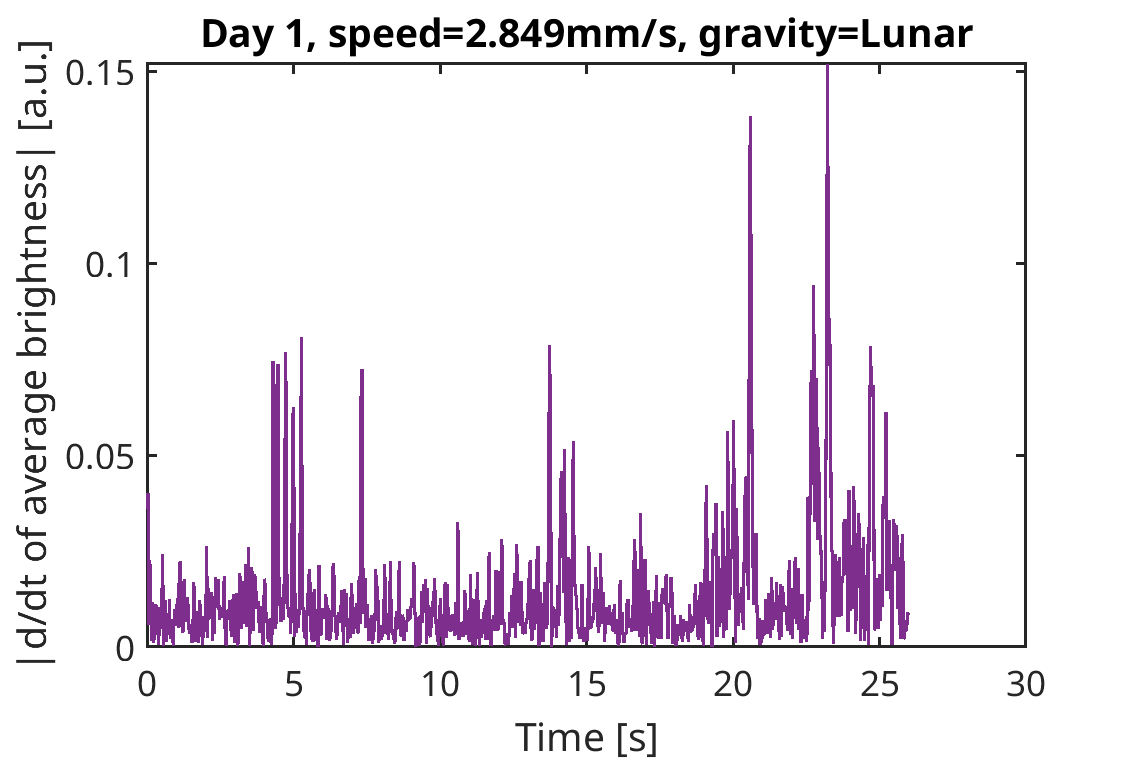 Day 1, speed=2.849mm/s, gravity=Lunar
|d/dt of average brightness| [a.u.]
0.15
0.1
0.05
0
0 5 10 15 20 25 30
Time [s]